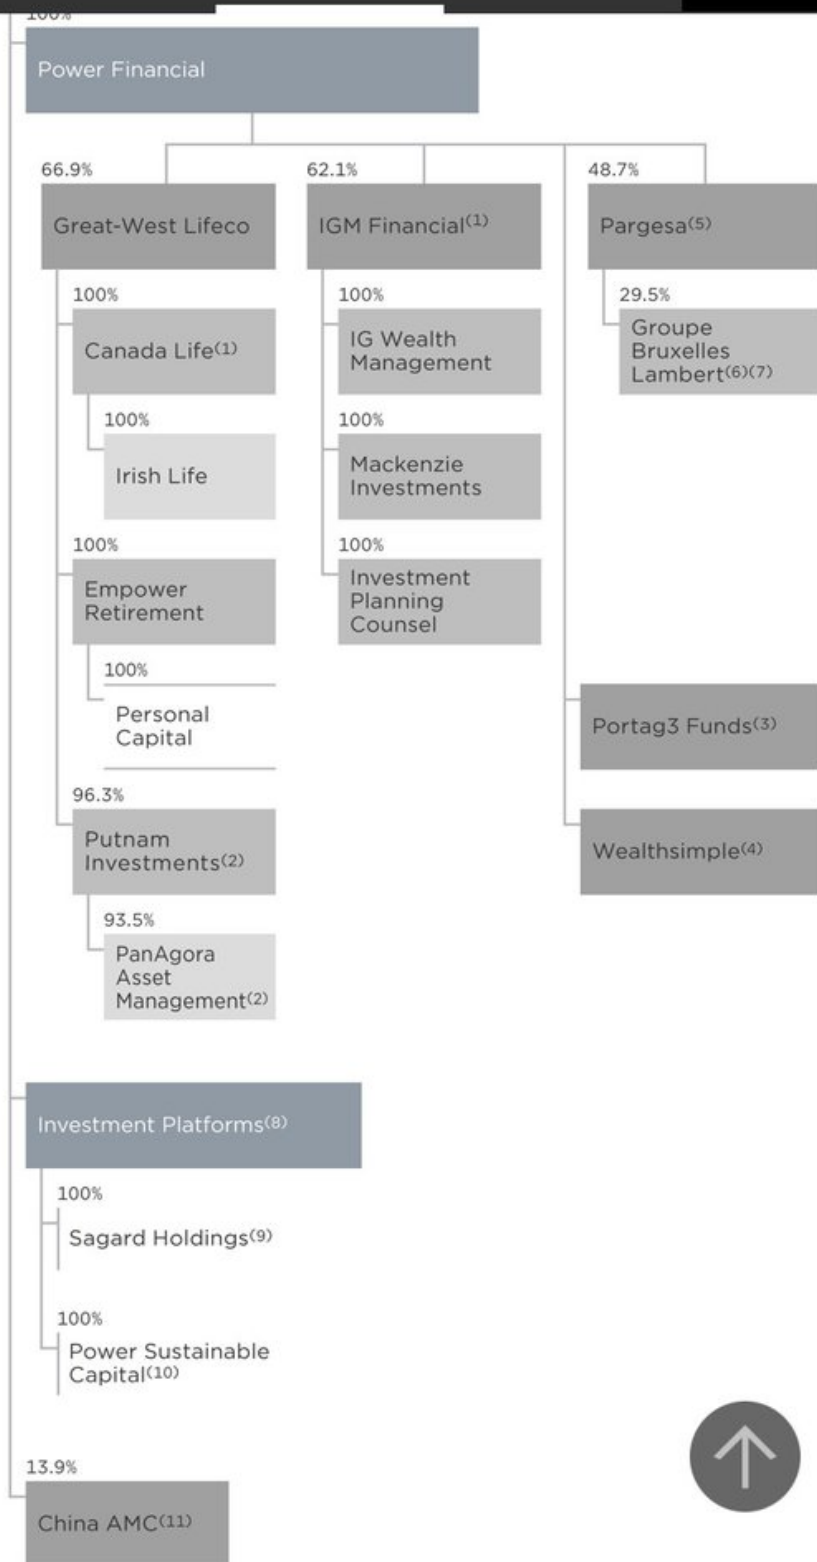 100%
Power Financial
66.9%
62.1%
48.7%
Great-West Lifeco
IGM Financial(1)
Pargesa(5)
100%
100%
29.5%
Canada Life(1)
IG Wealth
Management
Groupe
Bruxelles
Lambert(6)(7)
100%
100%
Irish Life
Mackenzie
Investments
100%
100%
Empower
Retirement
Investment
Planning
Counsel
100%
Personal
Capital
Portag3 Funds(3)
96.3%
Putnam
Investments(2)
Wealthsimple(4)
93.5%
PanAgora
Asset
Management(2)
Investment Platforms(8)
100%
Sagard Holdings(9)
100%
Power Sustainable
Capital(10)
13.9%
China AMC(11)